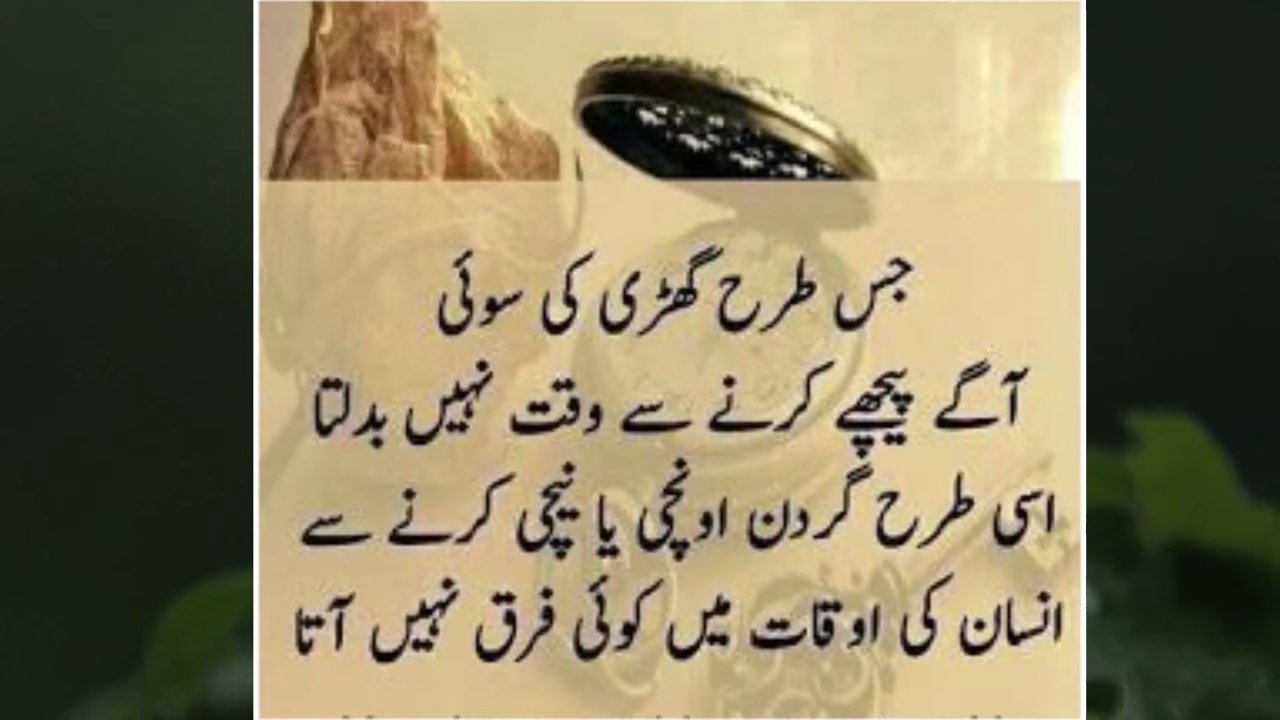 جس طرح گھڑی کی سوئی
آگے پیچھے کرنے سے وقت نہیں بدلتا
اسی طرح گردن اونچی یا نیچی کرنے سے
انسان کی اوقات میں کوئی فرق نہیں آتا